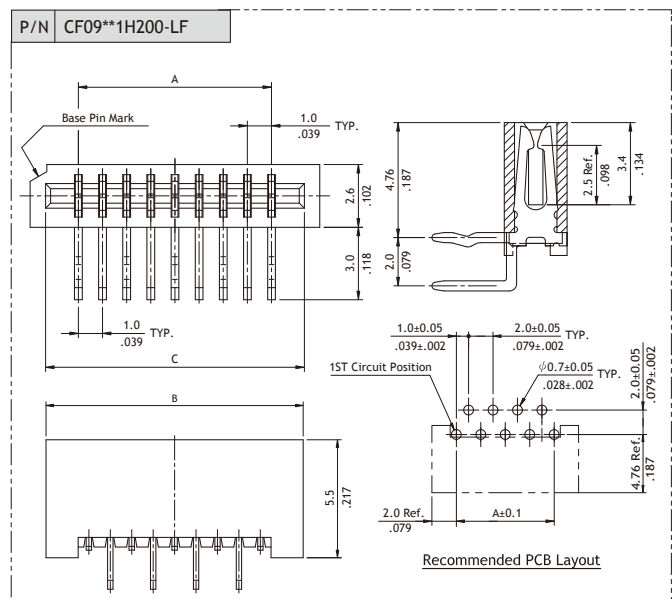 P/N CF09**1H200-LF
A
Base Pin Mark
1.0
.039 TYP.
2.6
.102
3.0
.118
1.0
.039 TYP.
C
B
5.5
.217
4.76
.187
2.0
.079
2.5 Ref.
.098
3.4
.134
1.0±0.05
.039±.002
2.0±0.05
.079±.002 TYP.
1ST Circuit Position
ϕ0.7±0.05
.028±.002 TYP.
2.0±0.05
.079±.002
4.76 Ref.
.187
2.0 Ref.
.079
A±0.1
Recommended PCB Layout